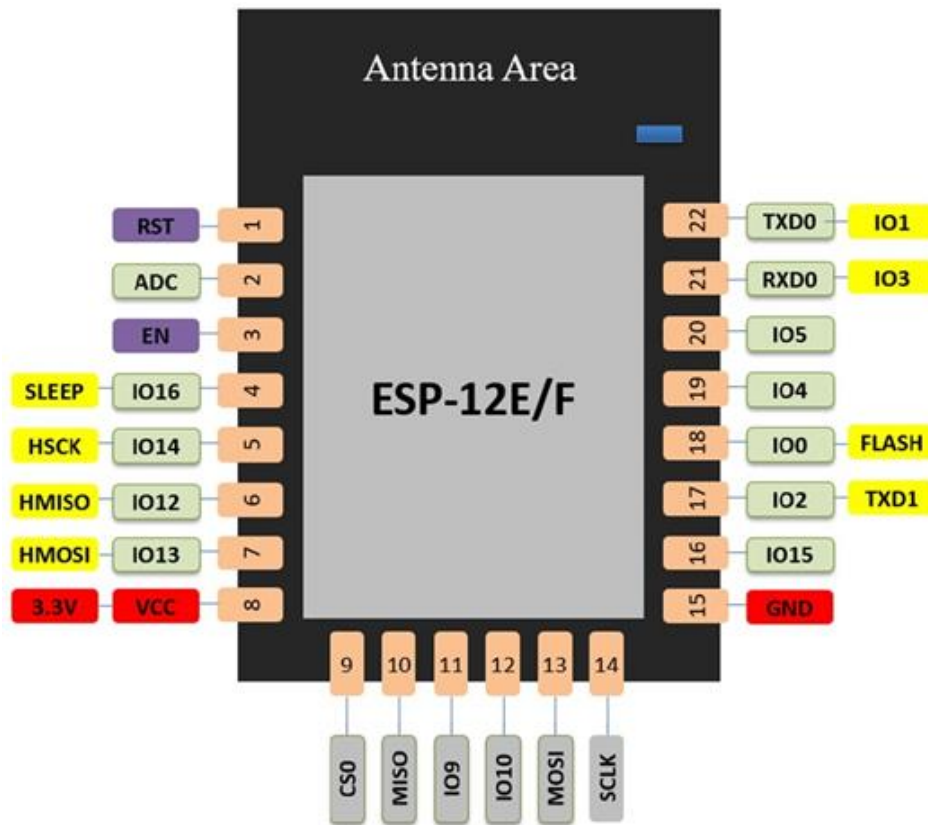 Antenna Area
RST 1 22 TXD0 IO1
ADC 2 21 RXD0 IO3
EN 3 20 IO5
SLEEP IO16 4 19 IO4
ESP-12E/F
HSCK IO14 5 18 IO0 FLASH
HMISO IO12 6 17 IO2 TXD1
HMOSI IO13 7 16 IO15
3.3V VCC 8 15 GND
9 10 11 12 13 14
CS0 MISO IO9 IO10 MOSI SCLK